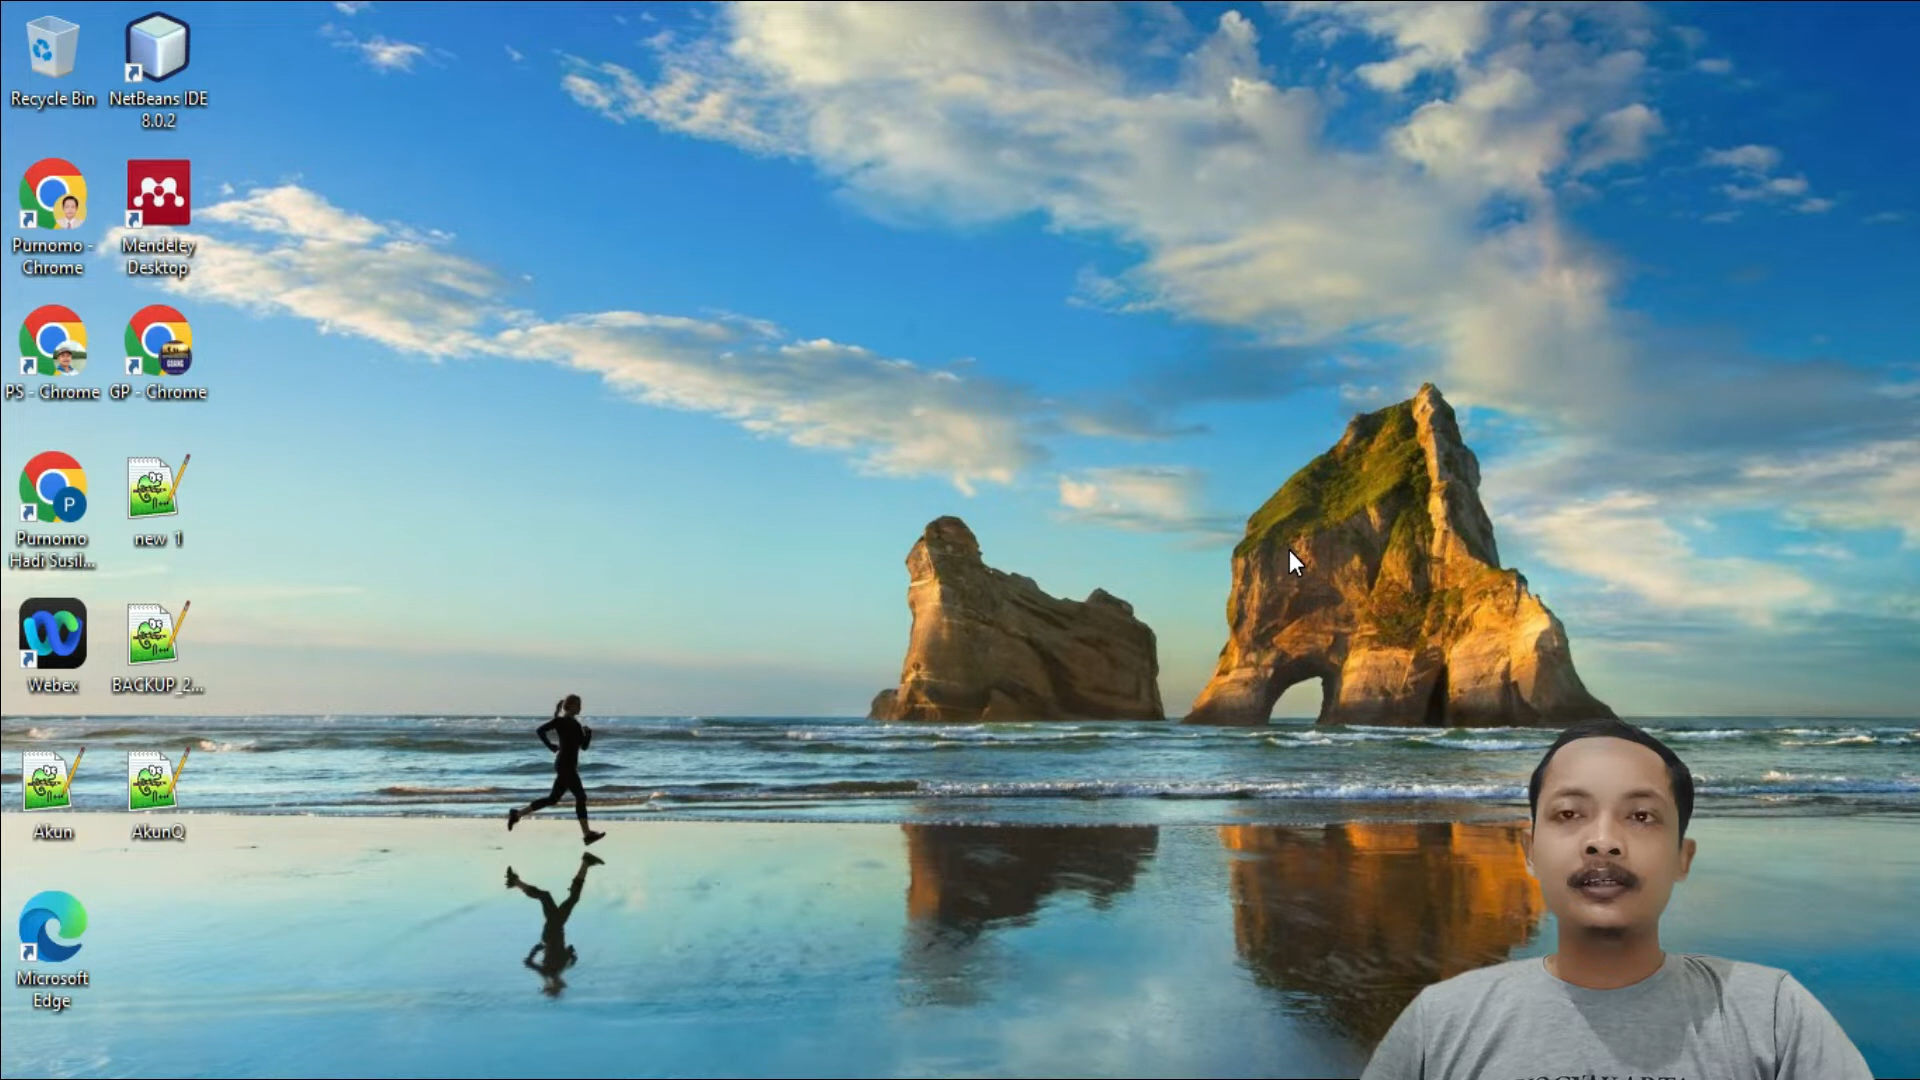 Recycle Bin
NetBeans IDE
8.0.2
Purnomo -
Chrome
Mendeley
Desktop
PS - Chrome
GP - Chrome
P
Purnomo
Hadi Susil...
new 1
Webex
BACKUP_2...
Akun
AkunQ
Microsoft
Edge